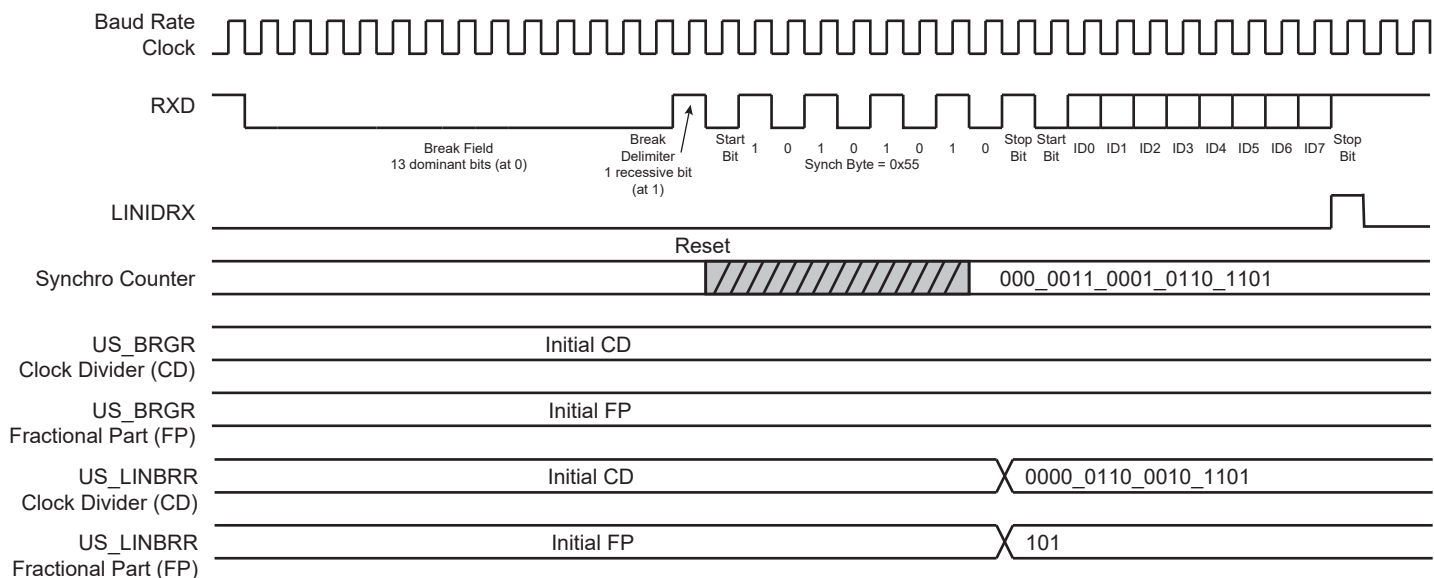 Baud Rate
Clock
RXD
Break Field
13 dominant bits (at 0)
Break
Delimiter
1 recessive bit
(at 1)
Start
Bit
1 0 1 0 1 0 1 0
Synch Byte = 0x55
Stop
Bit
Start
Bit
ID0 ID1 ID2 ID3 ID4 ID5 ID6 ID7
Stop
Bit
LINIDRX
Reset
Synchro Counter
000_0011_0001_0110_1101
US_BRGR
Clock Divider (CD)
Initial CD
US_BRGR
Fractional Part (FP)
Initial FP
US_LINBRR
Clock Divider (CD)
Initial CD
0000_0110_0010_1101
US_LINBRR
Fractional Part (FP)
Initial FP
101